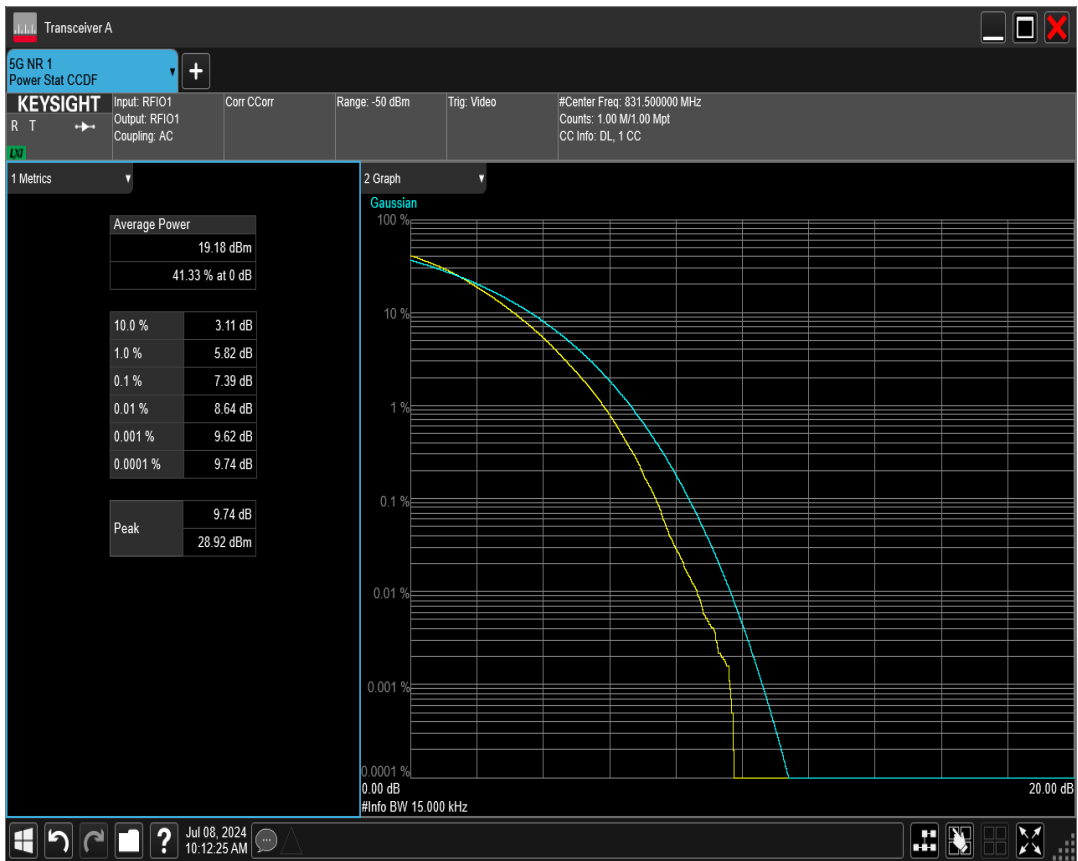 Transceiver A
5G NR 1
Power Stat CCDF
+
KEYSIGHT
R T
LXI
Input: RFIO1
Output: RFIO1
Coupling: AC
Corr CCorr
Range: -50 dBm
Trig: Video
#Center Freq: 831.500000 MHz
Counts: 1.00 M/1.00 Mpt
CC Info: DL, 1 CC
1 Metrics
Average Power
19.18 dBm
41.33 % at 0 dB
10.0 % 3.11 dB
1.0 % 5.82 dB
0.1 % 7.39 dB
0.01 % 8.64 dB
0.001 % 9.62 dB
0.0001 % 9.74 dB
Peak
9.74 dB
28.92 dBm
2 Graph
Gaussian
100 %
10 %
1 %
0.1 %
0.01 %
0.001 %
0.0001 %
0.00 dB 20.00 dB
#Info BW 15.000 kHz
?
Jul 08, 2024
10:12:25 AM